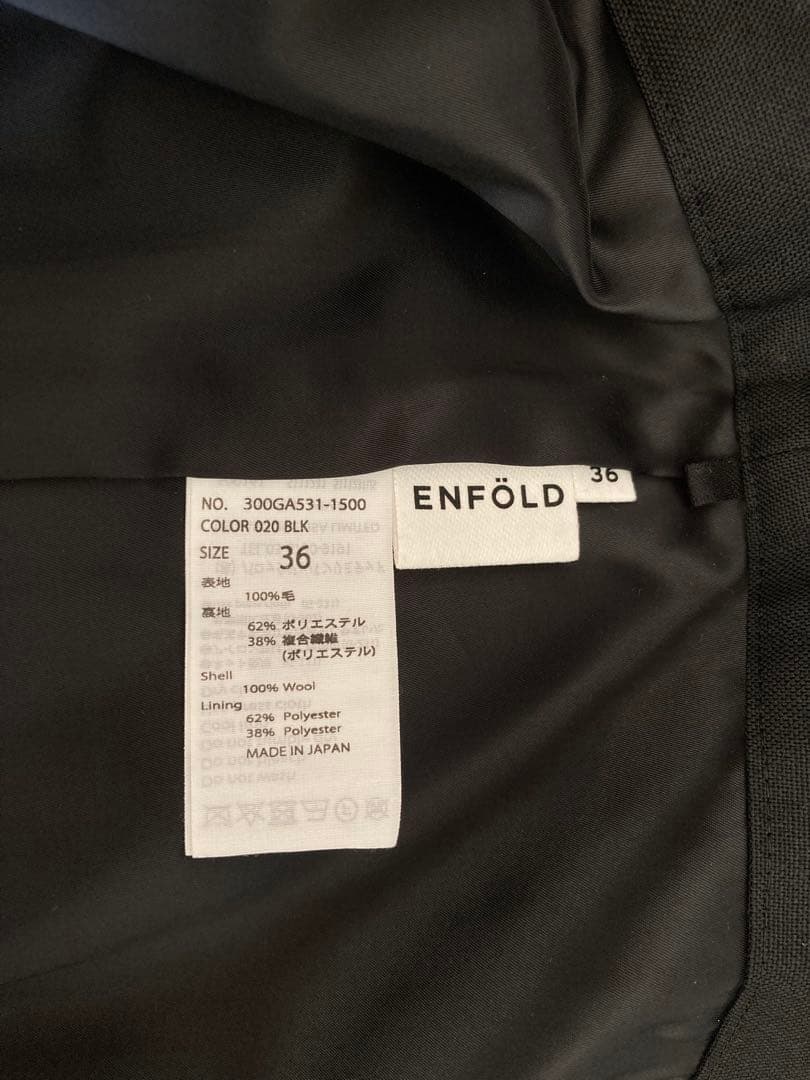 NO. 300GA531-1500
COLOR 020 BLK
SIZE 36
表地
100%毛
裏地
62% ポリエステル
38% 複合繊維
(ポリエステル)
Shell
100% Wool
Lining
62% Polyester
38% Polyester
MADE IN JAPAN
ENFÖLD
36